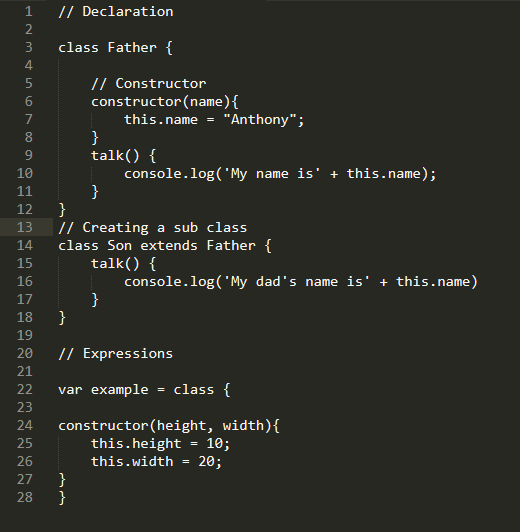 1 // Declaration
2
3 class Father {
4
5     // Constructor
6     constructor(name){
7         this.name = "Anthony";
8     }
9     talk() {
10         console.log('My name is' + this.name);
11     }
12 }
13 // Creating a sub class
14 class Son extends Father {
15     talk() {
16         console.log('My dad's name is' + this.name)
17     }
18 }
19
20 // Expressions
21
22 var example = class {
23
24 constructor(height, width){
25     this.height = 10;
26     this.width = 20;
27 }
28 }